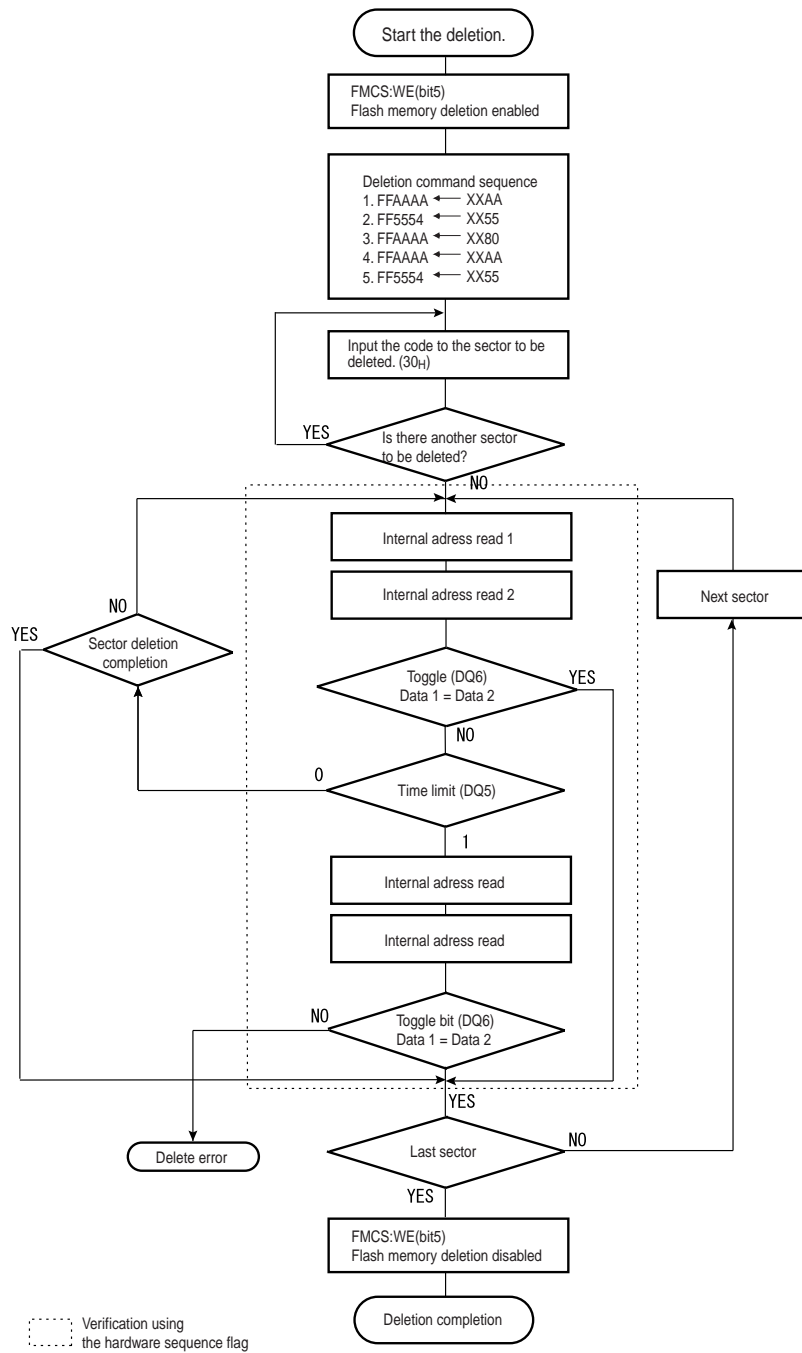 Start the deletion.
FMCS:WE(bit5)
Flash memory deletion enabled
Deletion command sequence
1. FFAAAA ← XXAA
2. FF5554 ← XX55
3. FFAAAA ← XX80
4. FFAAAA ← XXAA
5. FF5554 ← XX55
Input the code to the sector to be
deleted. (30H)
YES
Is there another sector
to be deleted?
NO
Internal adress read 1
Internal adress read 2
Next sector
NO
YES
Sector deletion
completion
Toggle (DQ6)
Data 1 = Data 2
YES
NO
0
Time limit (DQ5)
1
Internal adress read
Internal adress read
NO
Toggle bit (DQ6)
Data 1 = Data 2
YES
Delete error
Last sector
NO
YES
FMCS:WE(bit5)
Flash memory deletion disabled
Deletion completion
Verification using
the hardware sequence flag